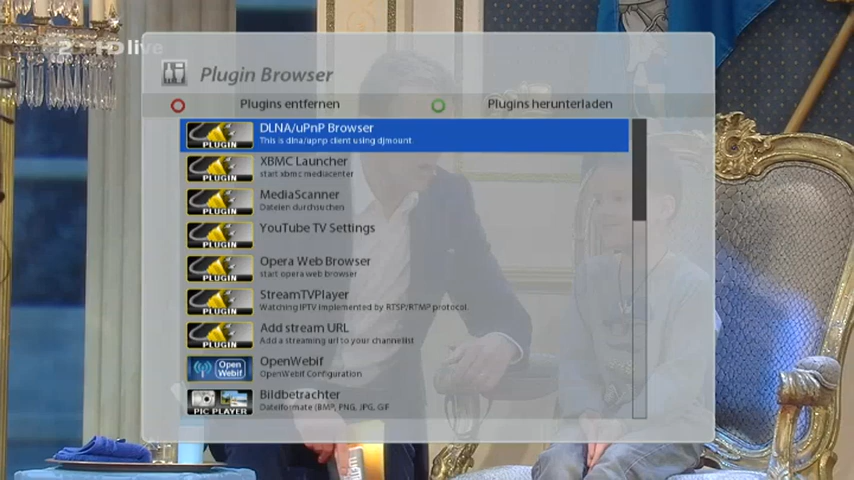 2 HD live
Plugin Browser
Plugins entfernen
Plugins herunterladen
PLUGIN
DLNA/uPnP Browser
This is dlna/upnp client using djmount
PLUGIN
XBMC Launcher
start xbmc mediacenter
PLUGIN
MediaScanner
Dateien durchsuchen
PLUGIN
YouTube TV Settings
PLUGIN
Opera Web Browser
start opera web browser
PLUGIN
StreamTVPlayer
Watching IPTV implemented by RTSP/RTMP protocol.
PLUGIN
Add stream URL
Add a streaming url to your channellist
Open
Webif
OpenWebif
OpenWebif Configuration
PIC PLAYER
Bildbetrachter
Dateiformate (BMP, PNG, JPG, GIF